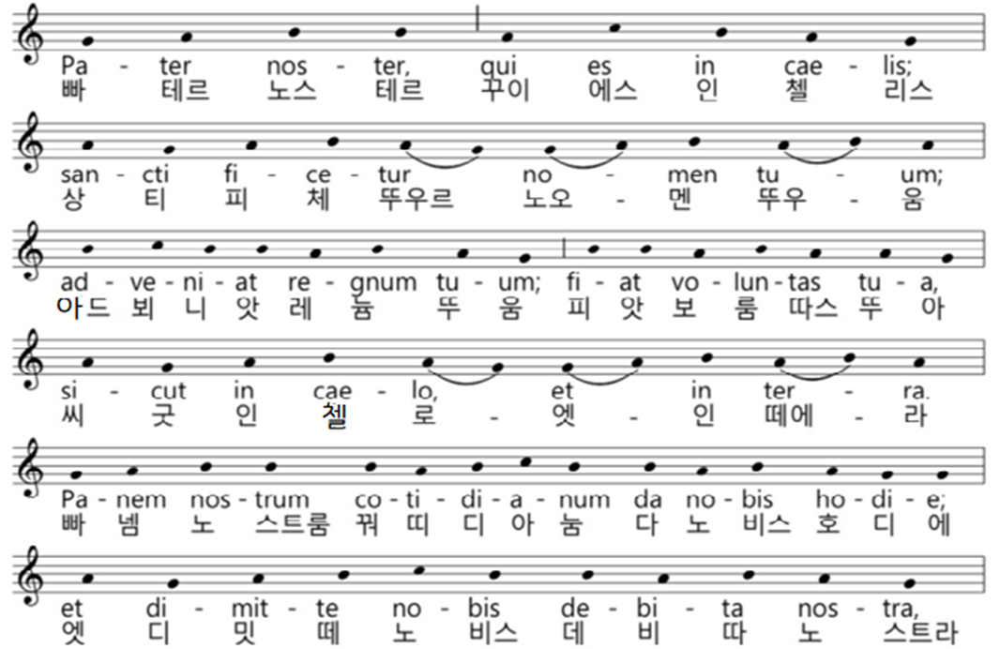 Pa - ter nos - ter, qui es in cae - lis;
빠 테르 노스 테르 꾸이 에스 인 첼 리스
san - cti fi - ce - tur no - men tu - um;
상 티 피 체 뚜우르 노오 - 멘 뚜우 - 움
ad - ve - ni - at re - gnum tu - um; fi - at vo - lun - tas tu - a,
아드 뵈 니 앗 레 늄 뚜 움 피 앗 보 룸 따스 뚜 아
si - cut in cae - lo, et in ter - ra.
씨 굿 인 첼 로 - 엣 - 인 떼에 - 라
Pa - nem nos - trum co - ti - di - a - num da no - bis ho - di - e;
빠 넴 노 스트룸 꿔 띠 디 아 눔 다 노 비스 호 디 에
et di - mit - te no - bis de - bi - ta nos - tra,
엣 디 밋 떼 노 비스 데 비 따 노 스트라